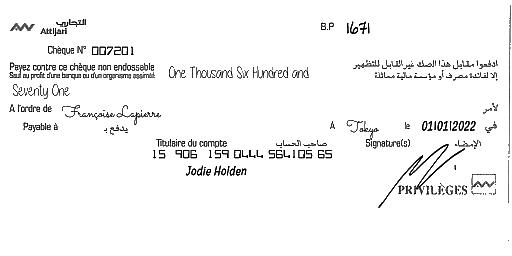 التجاري
Attijari
B.P 1671
Chèque N° 007201
Payez contre ce chèque non endossable
Sauf au profit d'une banque ou d'un organisme assimilé
One Thousand Six Hundred and
ادفعوا مقابل هذا الصك غير القابل للتظهير
إلا لفائدة مصرف أو مؤسسة مالية مماثلة
Seventy One
A l'ordre de Françoise Lapierre لأمر
Payable à يدفع بـ A Tokyo le 01/01/2022 في
Titulaire du compte صاحب الحساب Signature(s) الإمضاء
15 906 159 0444 564105 65
Jodie Holden
PRIVILÈGES